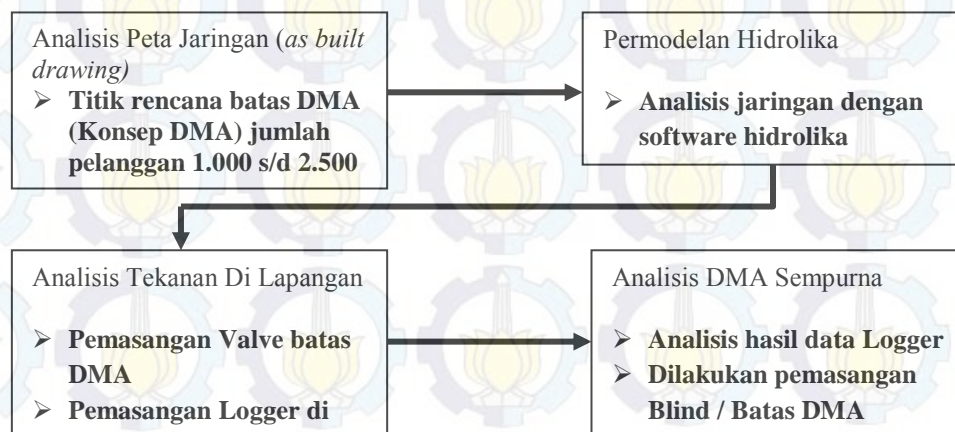 Analisis Peta Jaringan (as built
drawing)
➢ Titik rencana batas DMA
(Konsep DMA) jumlah
pelanggan 1.000 s/d 2.500
Permodelan Hidrolika
➢ Analisis jaringan dengan
software hidrolika
Analisis Tekanan Di Lapangan
➢ Pemasangan Valve batas
DMA
➢ Pemasangan Logger di
Analisis DMA Sempurna
➢ Analisis hasil data Logger
➢ Dilakukan pemasangan
Blind / Batas DMA